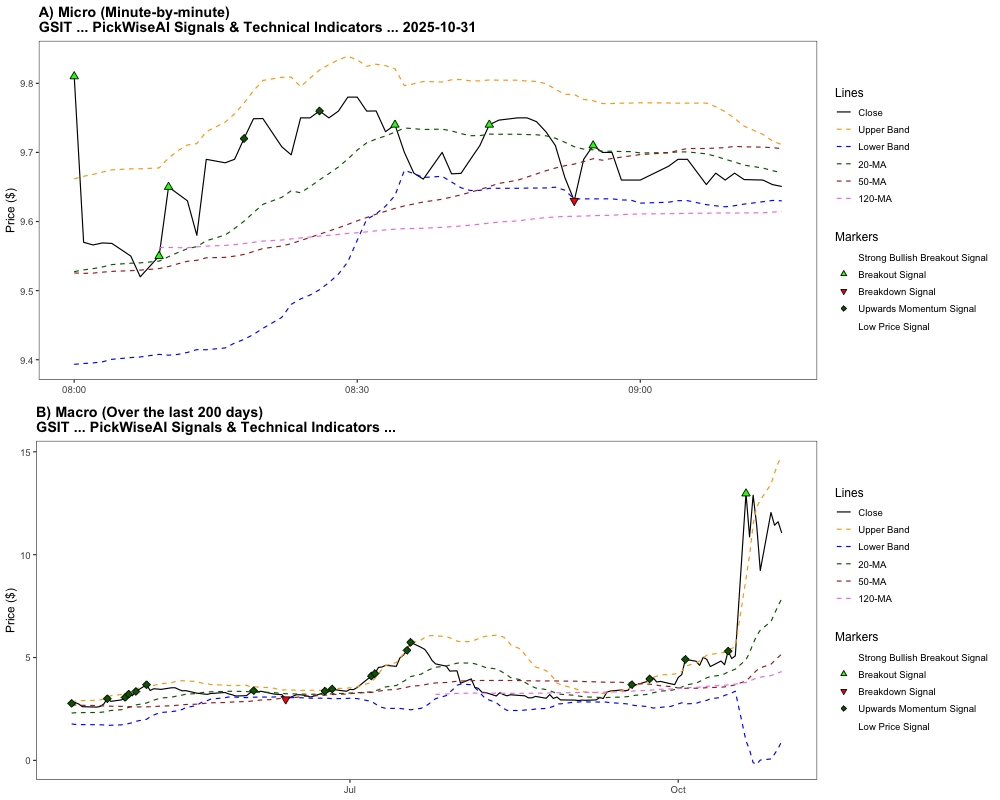 A) Micro (Minute-by-minute)
GSIT ... PickWiseAI Signals & Technical Indicators ... 2025-10-31
Price ($)
9.8
9.7
9.6
9.5
9.4
08:00
08:30
09:00
Lines
Close
Upper Band
Lower Band
20-MA
50-MA
120-MA
Markers
Strong Bullish Breakout Signal
Breakout Signal
Breakdown Signal
Upwards Momentum Signal
Low Price Signal
B) Macro (Over the last 200 days)
GSIT ... PickWiseAI Signals & Technical Indicators ...
Price ($)
15
10
5
0
Jul
Oct
Lines
Close
Upper Band
Lower Band
20-MA
50-MA
120-MA
Markers
Strong Bullish Breakout Signal
Breakout Signal
Breakdown Signal
Upwards Momentum Signal
Low Price Signal